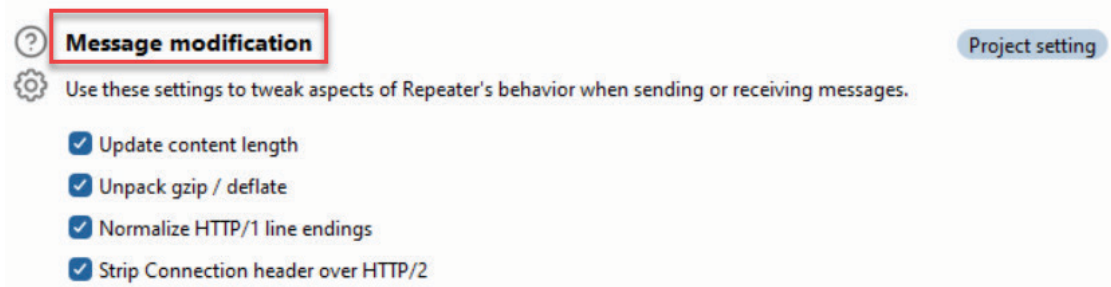 Message modification
Project setting
Use these settings to tweak aspects of Repeater's behavior when sending or receiving messages.
Update content length
Unpack gzip / deflate
Normalize HTTP/1 line endings
Strip Connection header over HTTP/2